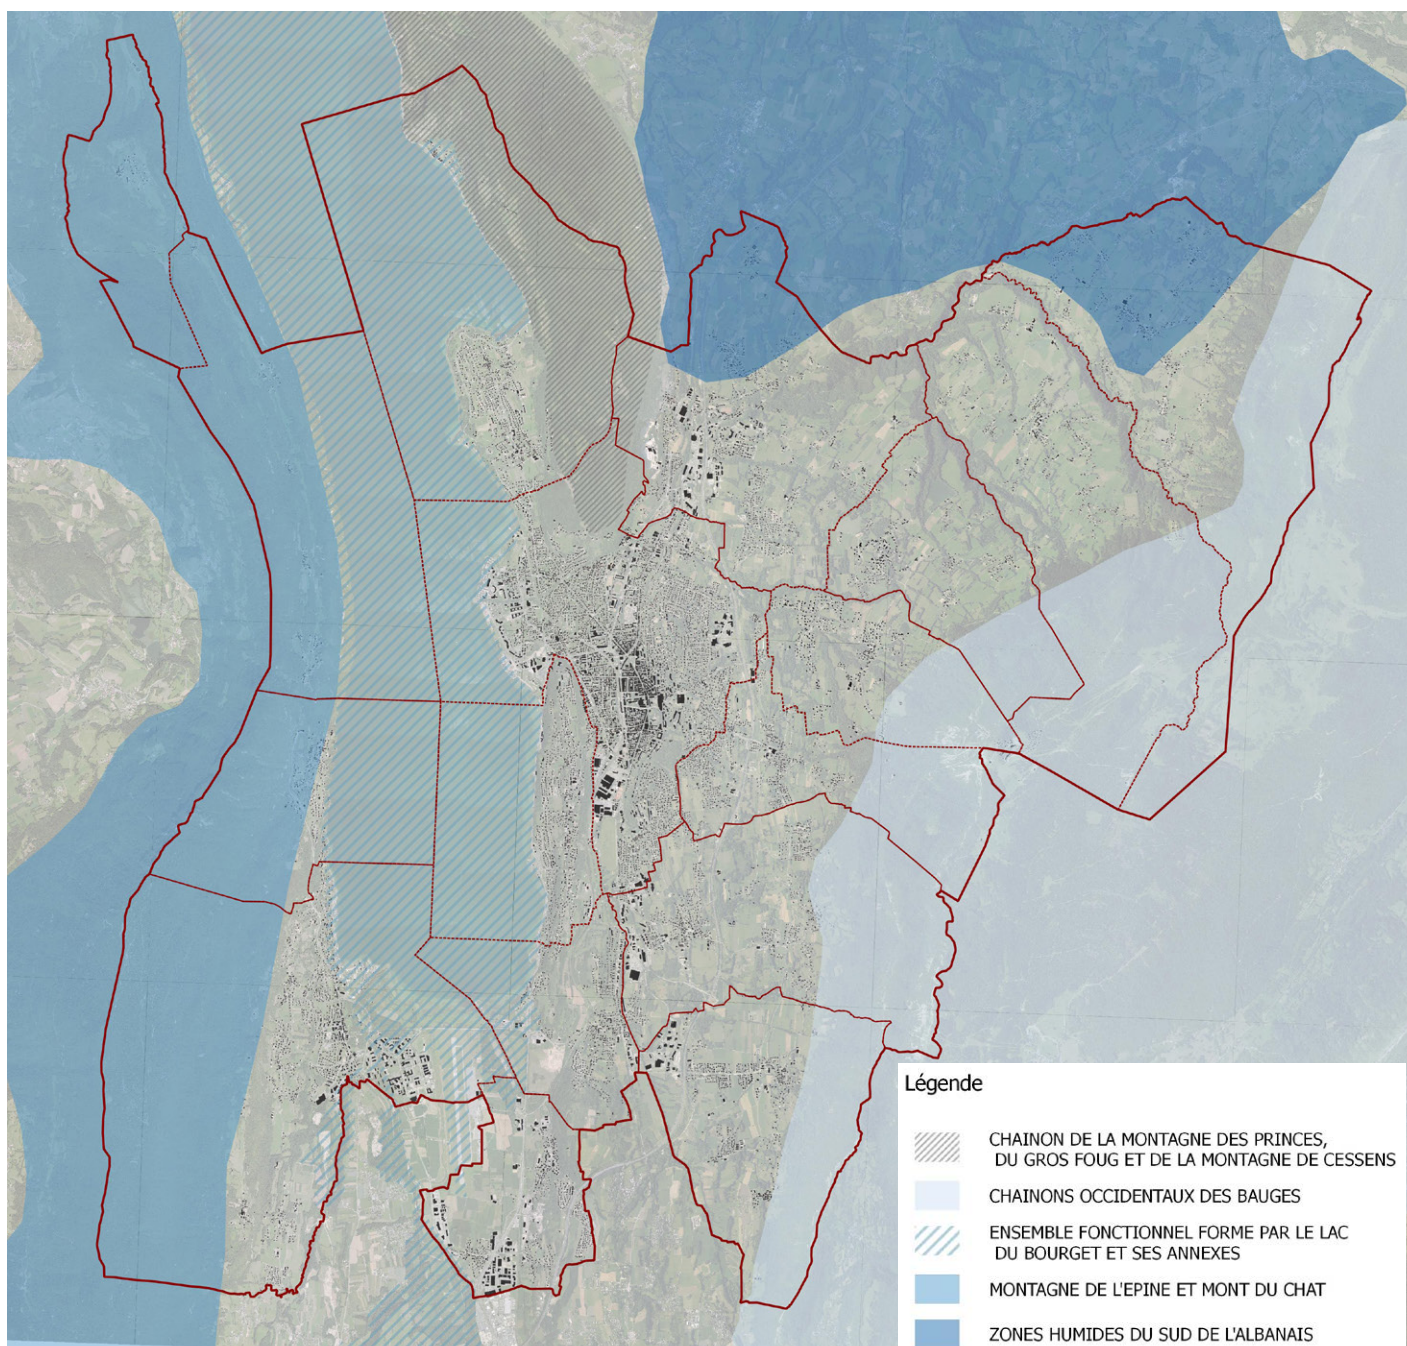 Légende
CHAINON DE LA MONTAGNE DES PRINCES,
DU GROS FOUG ET DE LA MONTAGNE DE CESSENS
CHAINONS OCCIDENTAUX DES BAUGES
ENSEMBLE FONCTIONNEL FORME PAR LE LAC
DU BOURGET ET SES ANNEXES
MONTAGNE DE L'EPINE ET MONT DU CHAT
ZONES HUMIDES DU SUD DE L'ALBANAIS